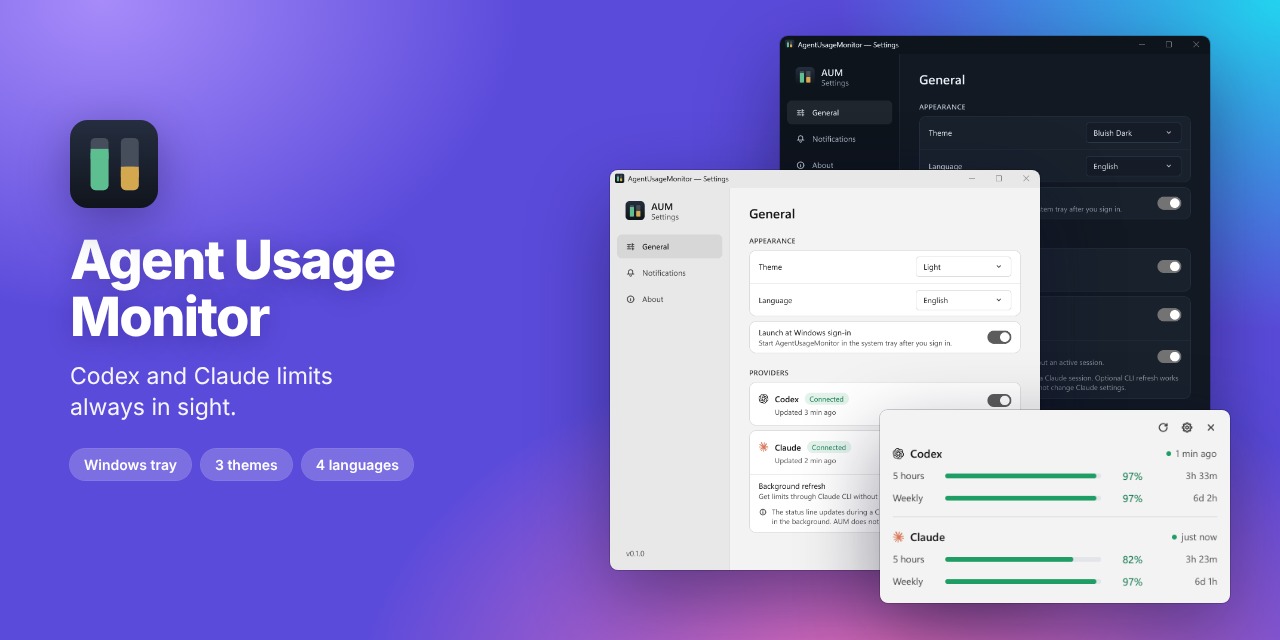 Agent Usage
Monitor
Codex and Claude limits
always in sight.
Windows tray
3 themes
4 languages
AgentUsageMonitor — Settings
AUM
Settings
General
Notifications
About
General
APPEARANCE
Theme
Bluish Dark
Language
English
tem tray after you sign in.
out an active session.
a Claude session. Optional CLI refresh works
not change Claude settings.
AgentUsageMonitor — Settings
AUM
Settings
General
Notifications
About
v0.1.0
General
APPEARANCE
Theme
Light
Language
English
Launch at Windows sign-in
Start AgentUsageMonitor in the system tray after you sign in.
PROVIDERS
Codex
Connected
Updated 3 min ago
Claude
Connected
Updated 2 min ago
Background refresh
Get limits through Claude CLI without
The status line updates during a C
in the background. AUM does not
Codex
1 min ago
5 hours
97%
3h 33m
Weekly
97%
6d 2h
Claude
just now
5 hours
82%
3h 23m
Weekly
97%
6d 1h